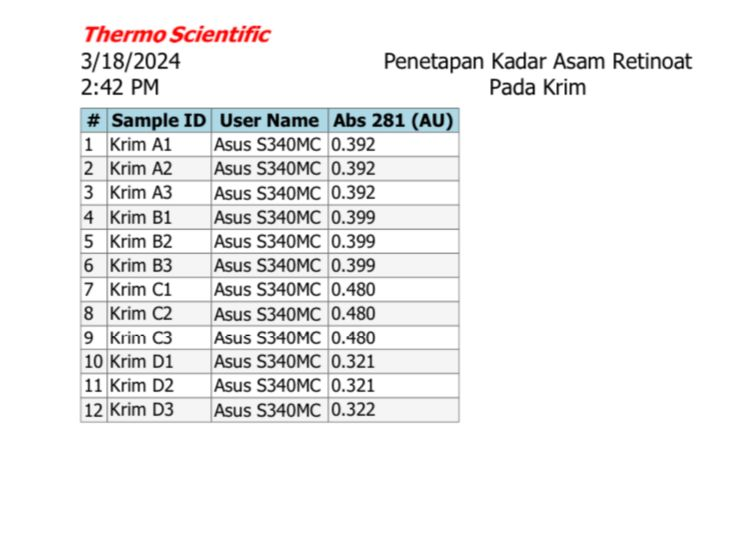 Thermo Scientific
3/18/2024
2:42 PM
Penetapan Kadar Asam Retinoat
Pada Krim
# Sample ID User Name Abs 281 (AU)
1 Krim A1 Asus S340MC 0.392
2 Krim A2 Asus S340MC 0.392
3 Krim A3 Asus S340MC 0.392
4 Krim B1 Asus S340MC 0.399
5 Krim B2 Asus S340MC 0.399
6 Krim B3 Asus S340MC 0.399
7 Krim C1 Asus S340MC 0.480
8 Krim C2 Asus S340MC 0.480
9 Krim C3 Asus S340MC 0.480
10 Krim D1 Asus S340MC 0.321
11 Krim D2 Asus S340MC 0.321
12 Krim D3 Asus S340MC 0.322